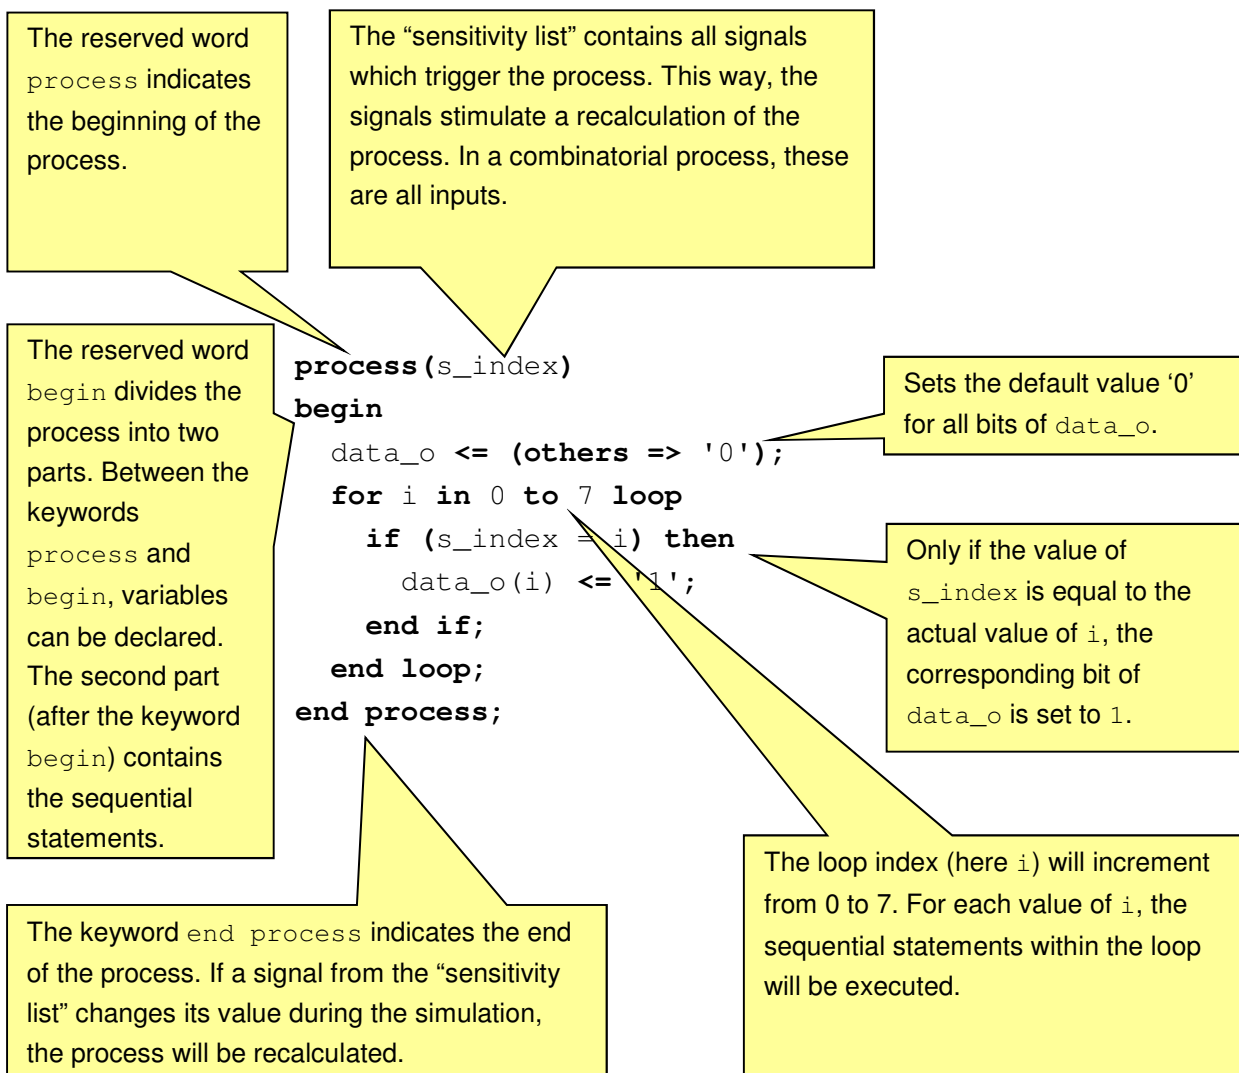 The reserved word
process indicates
the beginning of the
process.
The “sensitivity list” contains all signals
which trigger the process. This way, the
signals stimulate a recalculation of the
process. In a combinatorial process, these
are all inputs.
The reserved word
begin divides the
process into two
parts. Between the
keywords
process and
begin, variables
can be declared.
The second part
(after the keyword
begin) contains
the sequential
statements.
process(s_index)
begin
data_o <= (others => '0');
for i in 0 to 7 loop
if (s_index = i) then
data_o(i) <= '1';
end if;
end loop;
end process;
Sets the default value ‘0’
for all bits of data_o.
Only if the value of
s_index is equal to the
actual value of i, the
corresponding bit of
data_o is set to 1.
The keyword end process indicates the end
of the process. If a signal from the “sensitivity
list” changes its value during the simulation,
the process will be recalculated.
The loop index (here i) will increment
from 0 to 7. For each value of i, the
sequential statements within the loop
will be executed.